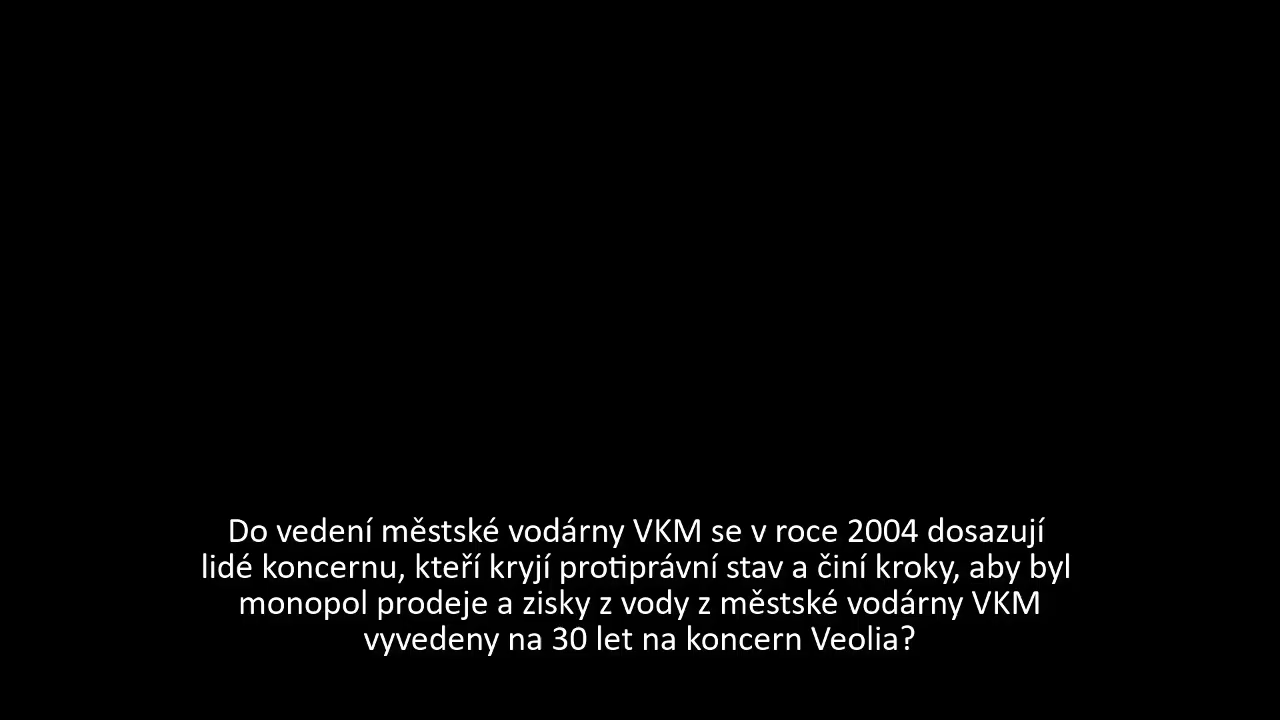 Do vedení městské vodárny VKM se v roce 2004 dosazují
lidé koncernu, kteří kryjí protiprávní stav a činí kroky, aby byl
monopol prodeje a zisky z vody z městské vodárny VKM
vyvedeny na 30 let na koncern Veolia?